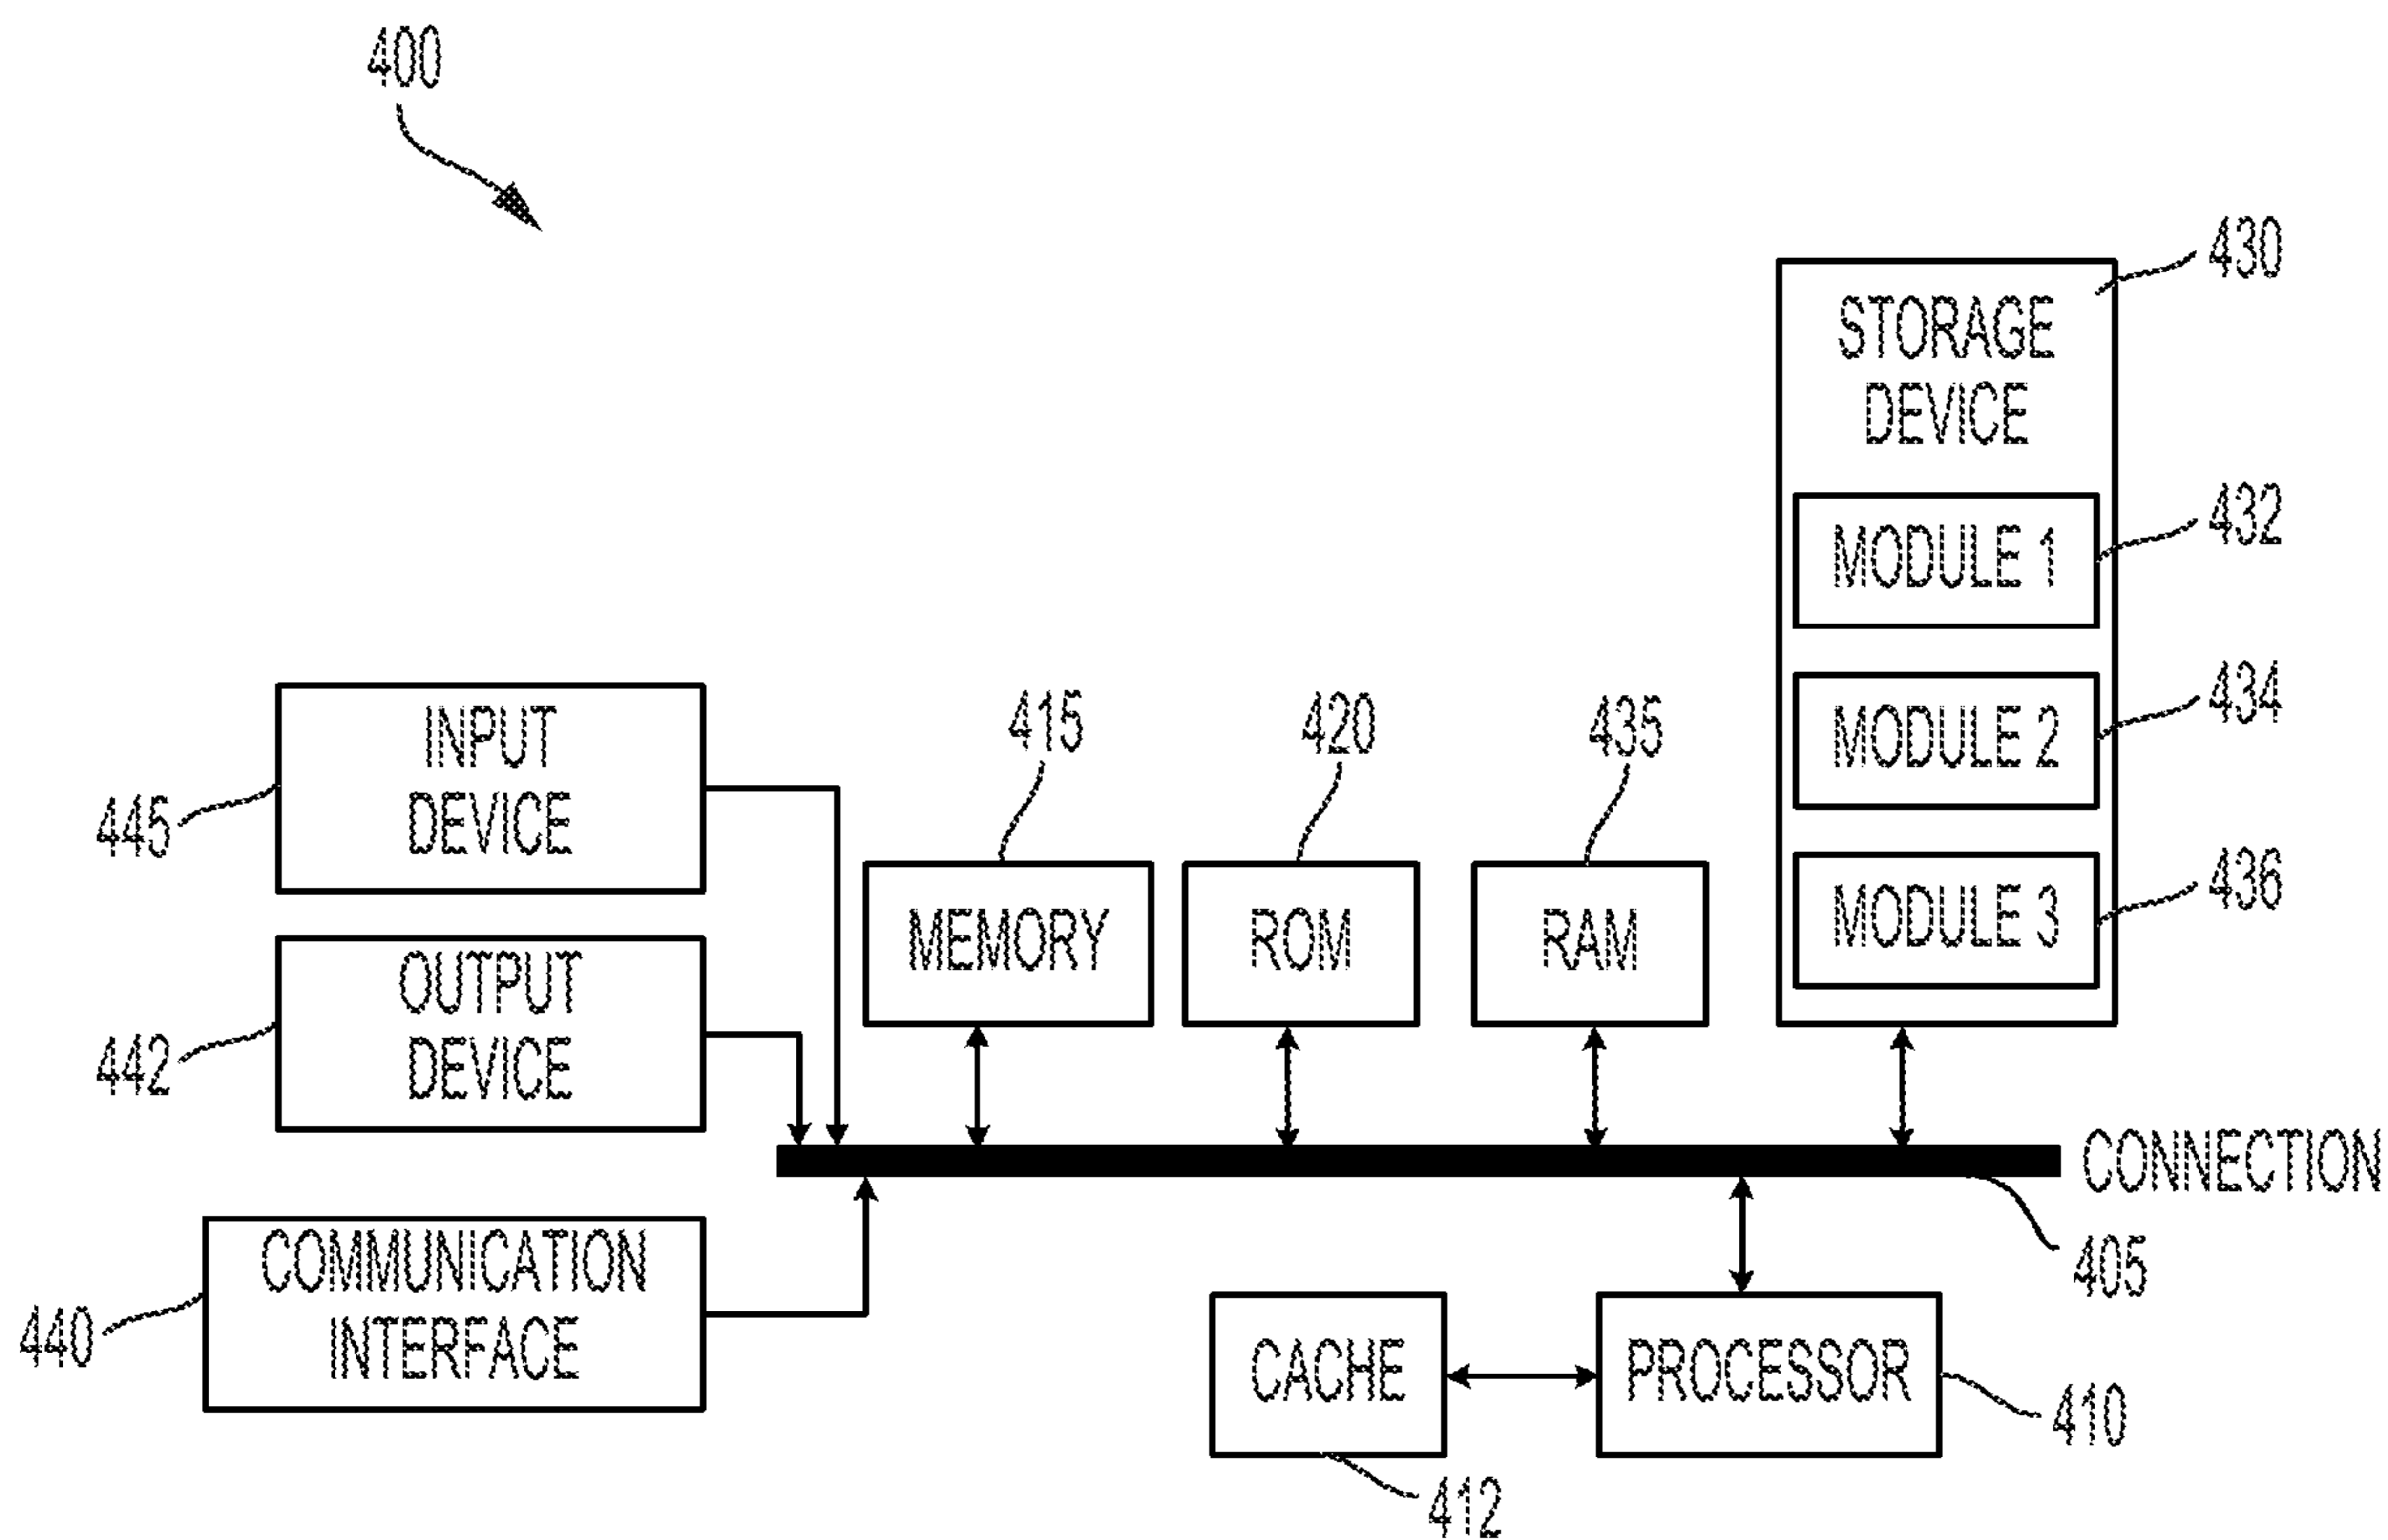 400
430
STORAGE
DEVICE
432
MODULE 1
434
MODULE 2
436
MODULE 3
445
INPUT
DEVICE
415
MEMORY
420
ROM
435
RAM
442
OUTPUT
DEVICE
CONNECTION
405
440
COMMUNICATION
INTERFACE
CACHE
412
PROCESSOR
410